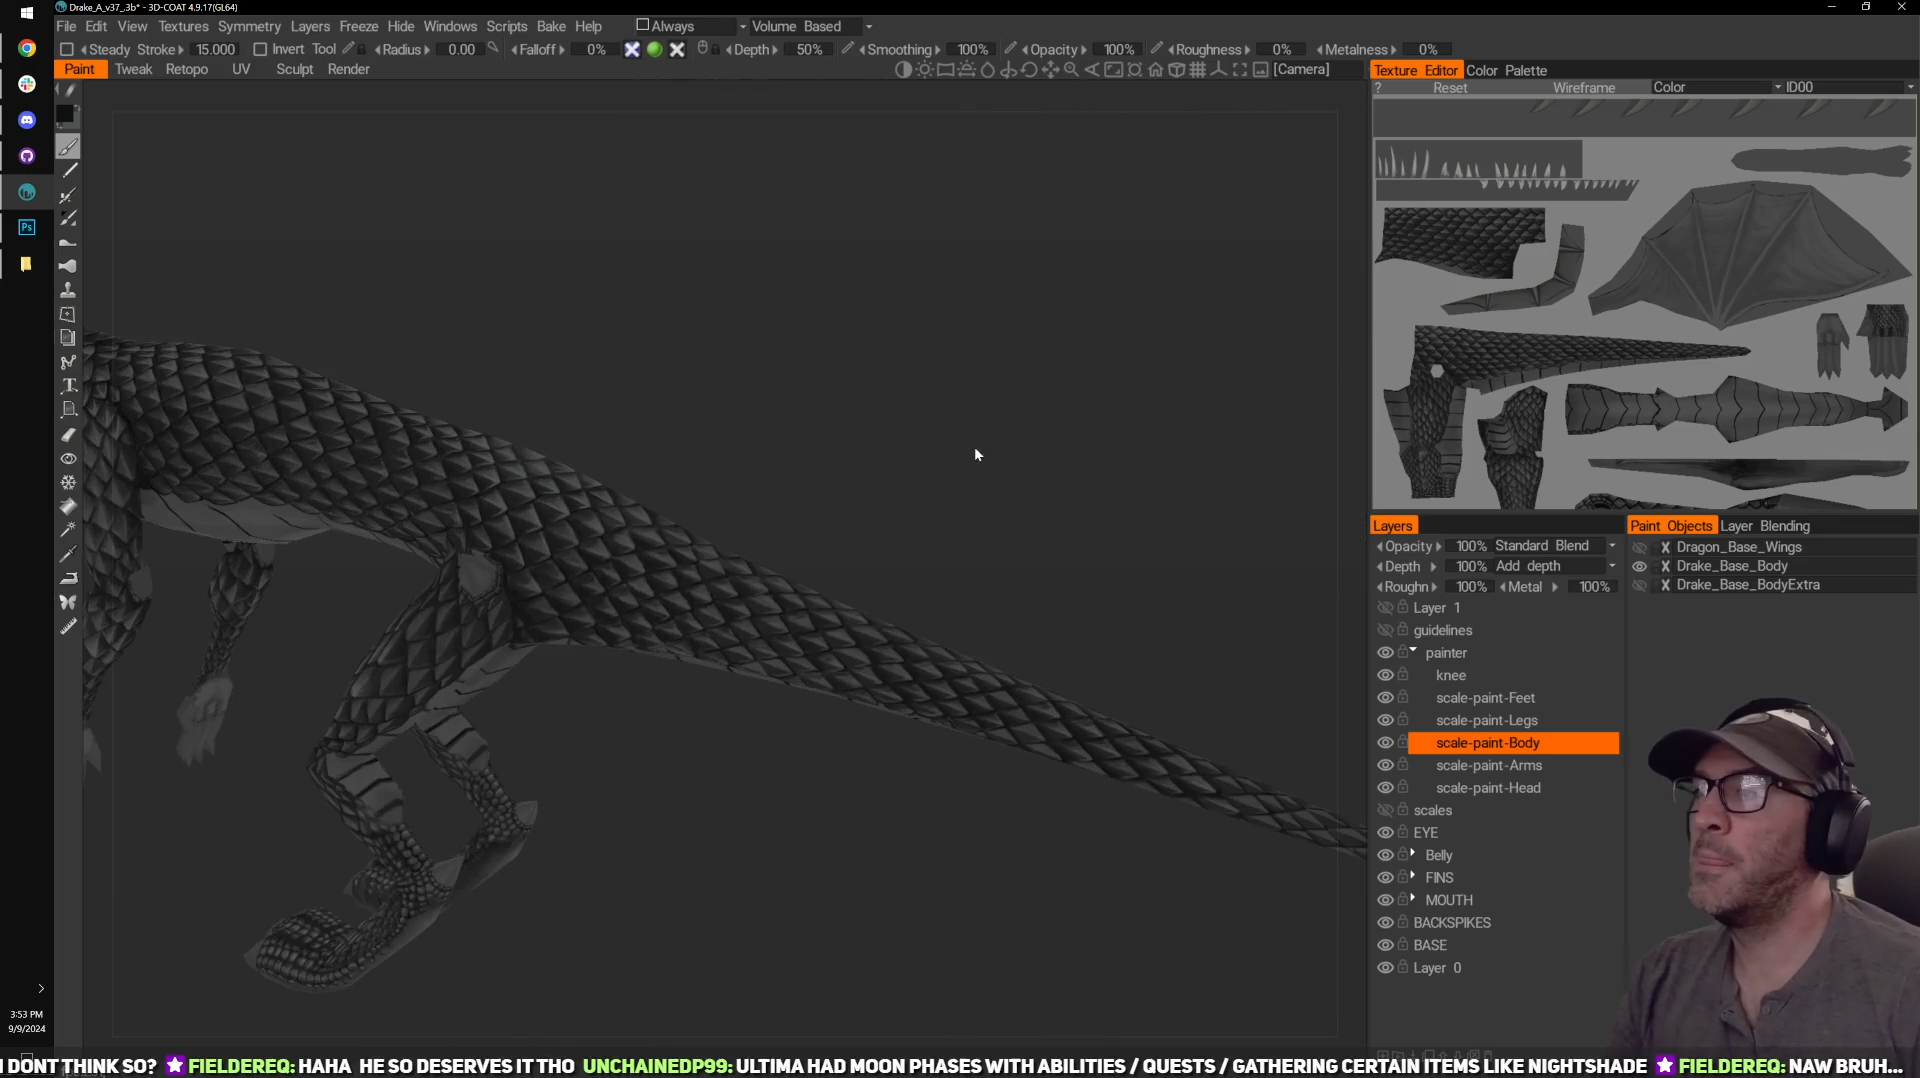 Drake_A_v37_.3b* - 3D-COAT 4.9.17(GL64)
File Edit View Textures Symmetry Layers Freeze Hide Windows Scripts Bake Help Always Volume Based
Steady Stroke 15.000 Invert Tool Radius 0.00 Falloff 0% Depth 50% Smoothing 100% Opacity 100% Roughness 0% Metalness 0%
Paint Tweak Retopo UV Sculpt Render [Camera]
Texture Editor Color Palette
? Reset Wireframe Color ID00
Layers
Opacity 100% Standard Blend
Depth 100% Add depth
Roughn 100% Metal 100%
Layer 1
guidelines
painter
knee
scale-paint-Feet
scale-paint-Legs
scale-paint-Body
scale-paint-Arms
scale-paint-Head
scales
EYE
Belly
FINS
MOUTH
BACKSPIKES
BASE
Layer 0
Paint Objects Layer Blending
Dragon_Base_Wings
Drake_Base_Body
Drake_Base_BodyExtra
Ps
3:53 PM
9/9/2024
I DONT THINK SO? FIELDEREQ: HAHA HE SO DESERVES IT THO UNCHAINEDP99: ULTIMA HAD MOON PHASES WITH ABILITIES / QUESTS / GATHERING CERTAIN ITEMS LIKE NIGHTSHADE FIELDEREQ: NAW BRUH...